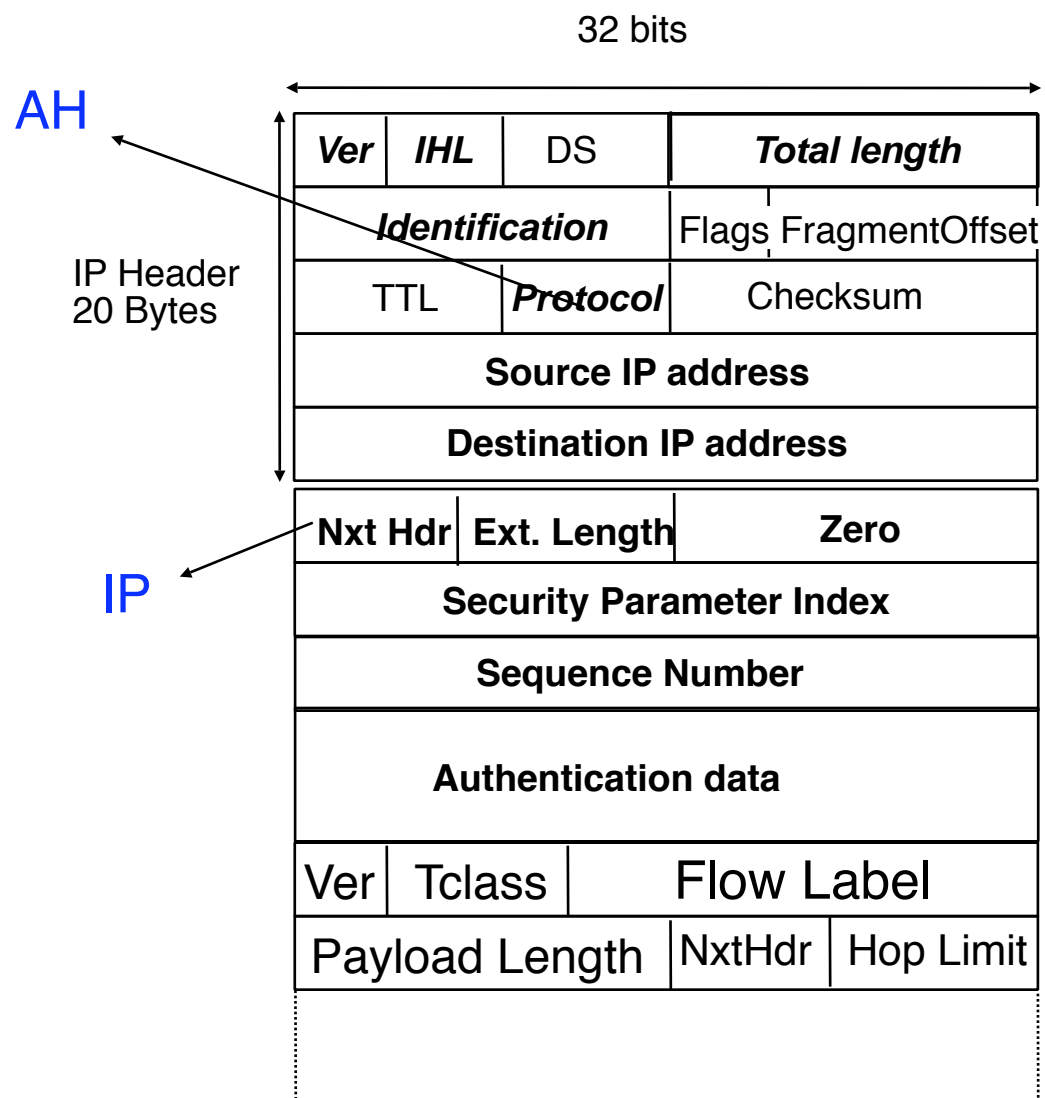 32 bits
AH
Ver IHL DS Total length
Identification Flags FragmentOffset
IP Header
20 Bytes
TTL Protocol Checksum
Source IP address
Destination IP address
Nxt Hdr Ext. Length Zero
IP
Security Parameter Index
Sequence Number
Authentication data
Ver Tclass Flow Label
Payload Length NxtHdr Hop Limit